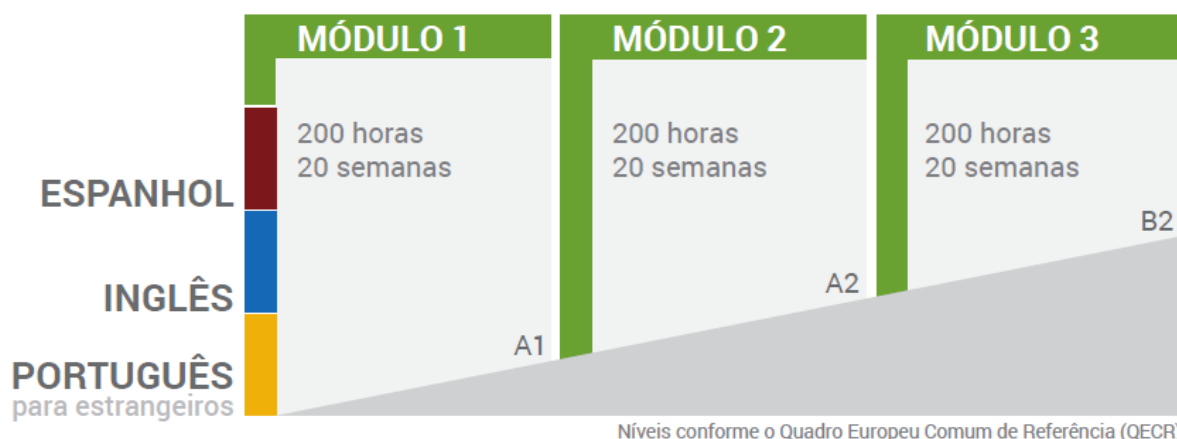 MÓDULO 1
MÓDULO 2
MÓDULO 3
200 horas
20 semanas
200 horas
20 semanas
200 horas
20 semanas
ESPANHOL
INGLÊS
PORTUGUÊS
para estrangeiros
A1
A2
B2
Níveis conforme o Quadro Europeu Comum de Referência (QECR)